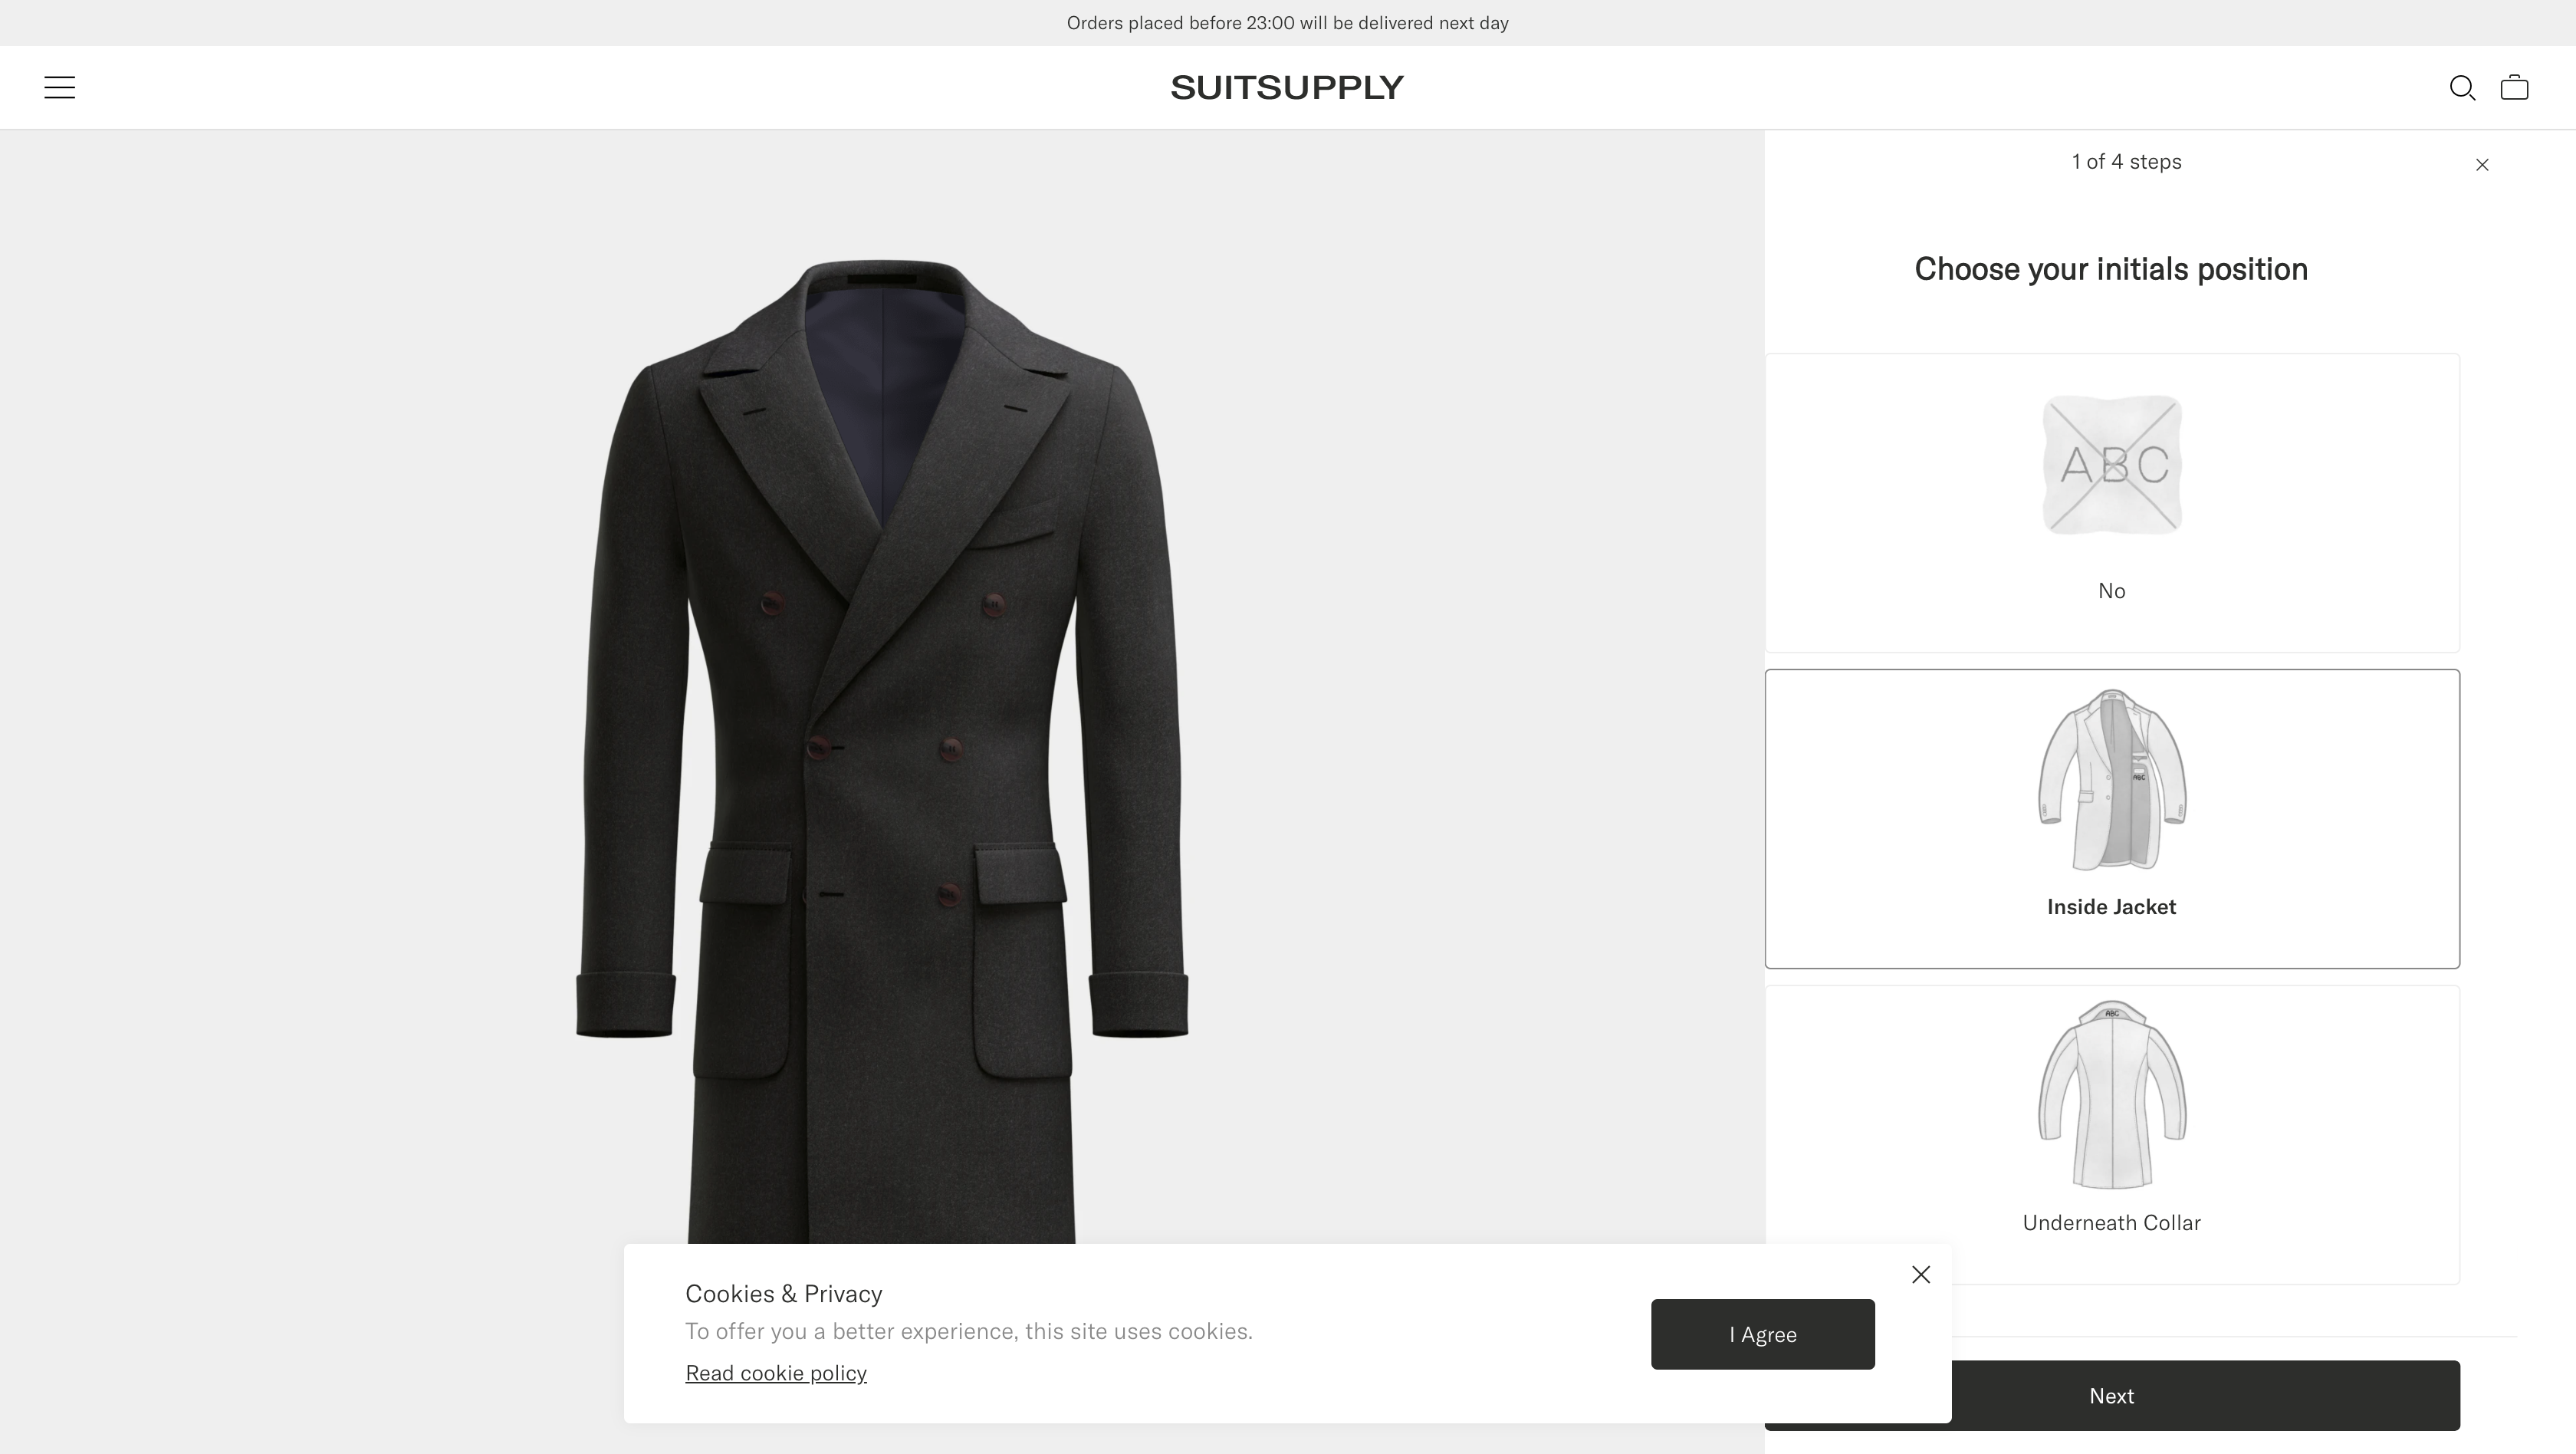 Orders placed before 23:00 will be delivered next day
SUITSUPPLY
1 of 4 steps
Choose your initials position
ABC
No
ABC
Inside Jacket
ABC
Underneath Collar
Cookies & Privacy
To offer you a better experience, this site uses cookies.
Read cookie policy
I Agree
Next